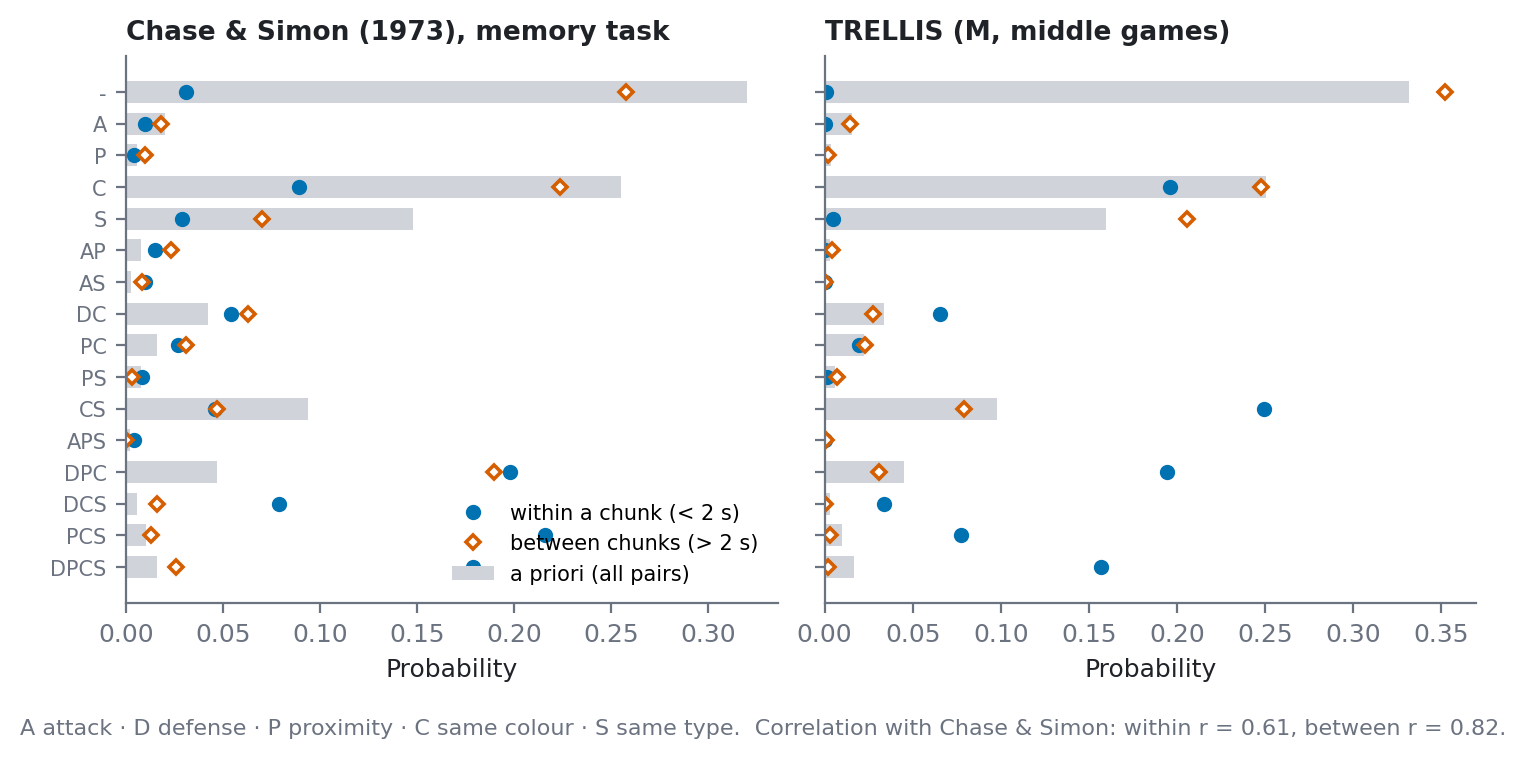 Chase & Simon (1973), memory task
TRELLIS (M, middle games)
-
A
P
C
S
AP
AS
DC
PC
PS
CS
APS
DPC
DCS
PCS
DPCS
within a chunk (< 2 s)
between chunks (> 2 s)
a priori (all pairs)
0.00 0.05 0.10 0.15 0.20 0.25 0.30
0.00 0.05 0.10 0.15 0.20 0.25 0.30 0.35
Probability
Probability
A attack · D defense · P proximity · C same colour · S same type. Correlation with Chase & Simon: within r = 0.61, between r = 0.82.